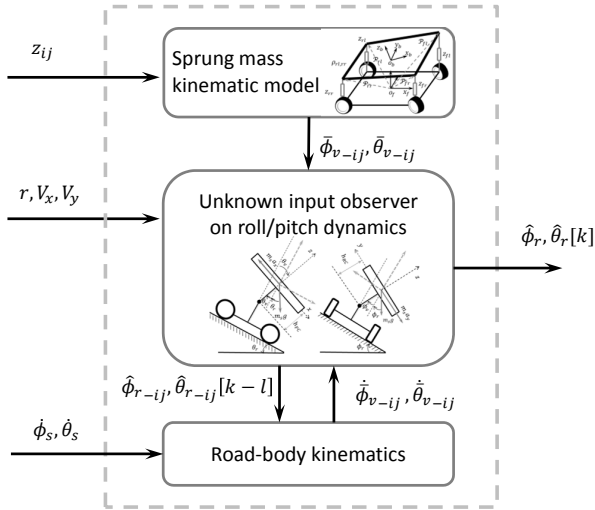 z_ij
Sprung mass
kinematic model
ϕ̄_v−ij, θ̄_v−ij
r, V_x, V_y
Unknown input observer
on roll/pitch dynamics
ϕ̂_r, θ̂_r[k]
ϕ̂_r−ij, θ̂_r−ij[k − l]
ϕ̇̄_v−ij, θ̇̄_v−ij
ϕ̇_s, θ̇_s
Road-body kinematics